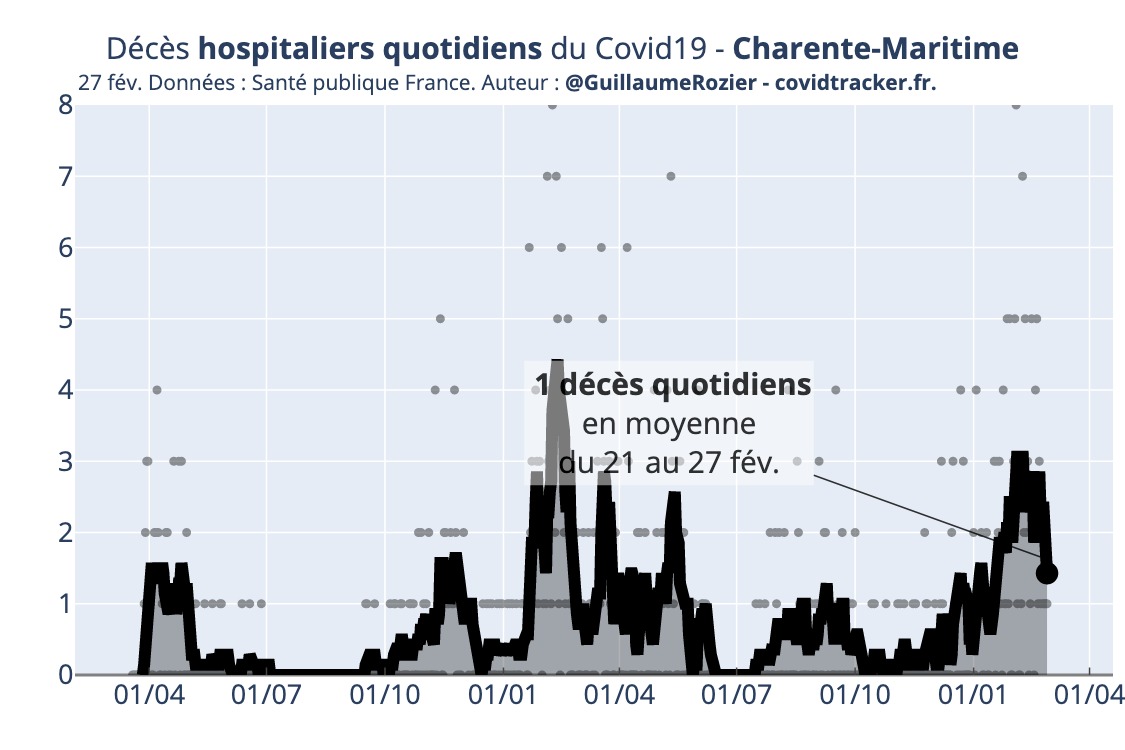 Décès hospitaliers quotidiens du Covid19 - Charente-Maritime
27 fév. Données : Santé publique France. Auteur : @GuillaumeRozier - covidtracker.fr.
8
7
6
5
4
3
2
1
0
1 décès quotidiens
en moyenne
du 21 au 27 fév.
01/04 01/07 01/10 01/01 01/04 01/07 01/10 01/01 01/04